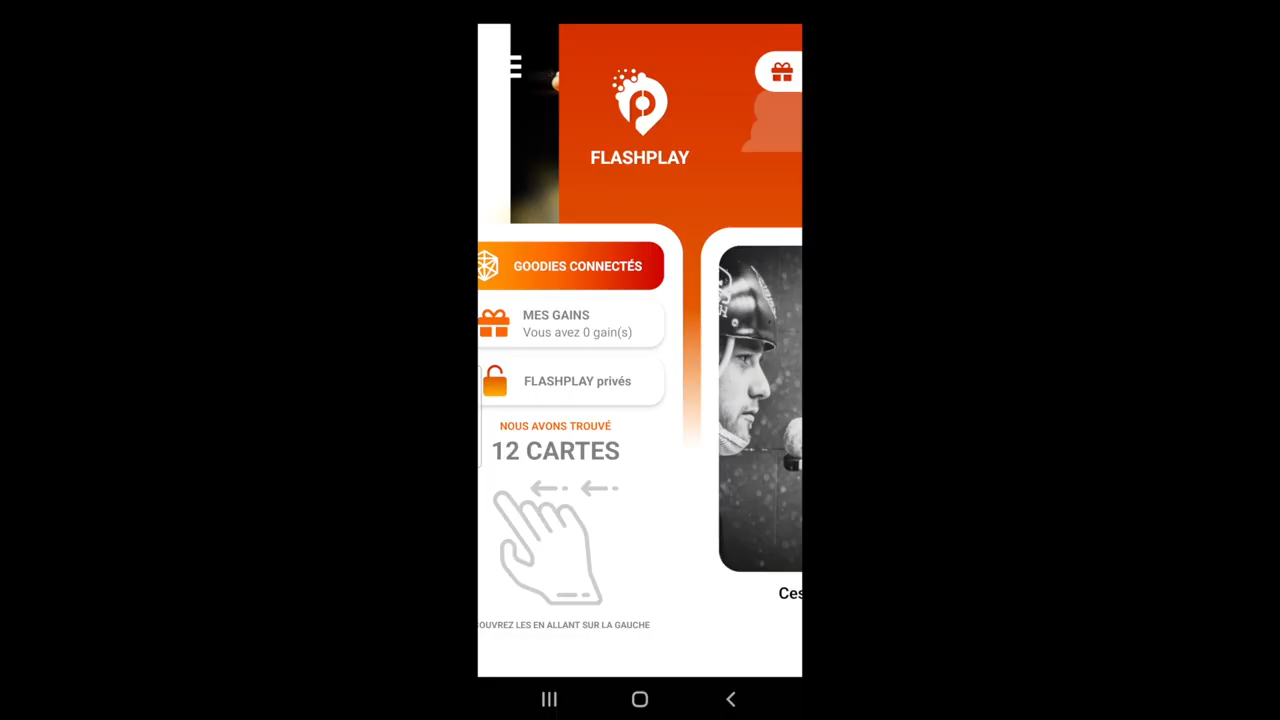 FLASHPLAY
GOODIES CONNECTÉS
MES GAINS
Vous avez 0 gain(s)
FLASHPLAY privés
NOUS AVONS TROUVÉ
12 CARTES
OUVREZ LES EN ALLANT SUR LA GAUCHE
Ces